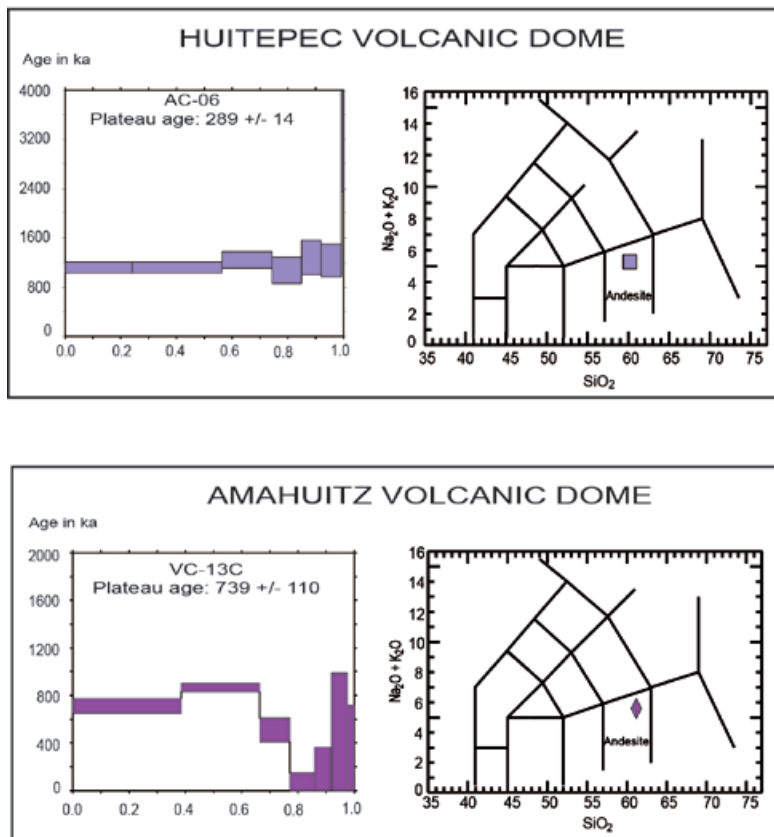 HUITEPEC VOLCANIC DOME
Age in ka
AC-06
Plateau age: 289 +/- 14
4000
3200
2400
1600
800
0
0.0 0.2 0.4 0.6 0.8 1.0
Na₂O + K₂O
16
14
12
10
8
6
4
2
0
Andesite
35 40 45 50 55 60 65 70 75
SiO₂
AMAHUITZ VOLCANIC DOME
Age in ka
VC-13C
Plateau age: 739 +/- 110
2000
1600
1200
800
400
0
0.0 0.2 0.4 0.6 0.8 1.0
Na₂O + K₂O
16
14
12
10
8
6
4
2
0
Andesite
35 40 45 50 55 60 65 70 75
SiO₂